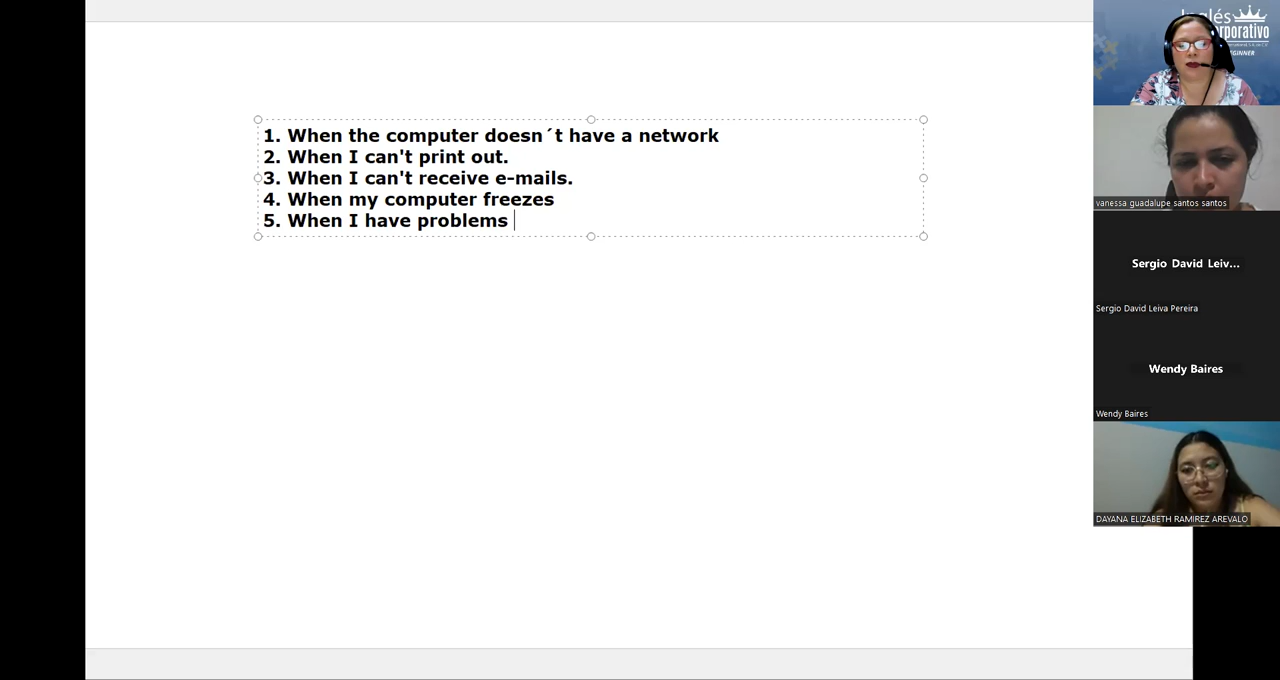 1. When the computer doesn´t have a network
2. When I can't print out.
3. When I can't receive e-mails.
4. When my computer freezes
5. When I have problems
Inglés
vanessa guadalupe santos santos
Sergio David Leiv...
Sergio David Leiva Pereira
Wendy Baires
Wendy Baires
DAYANA ELIZABETH RAMIREZ AREVALO